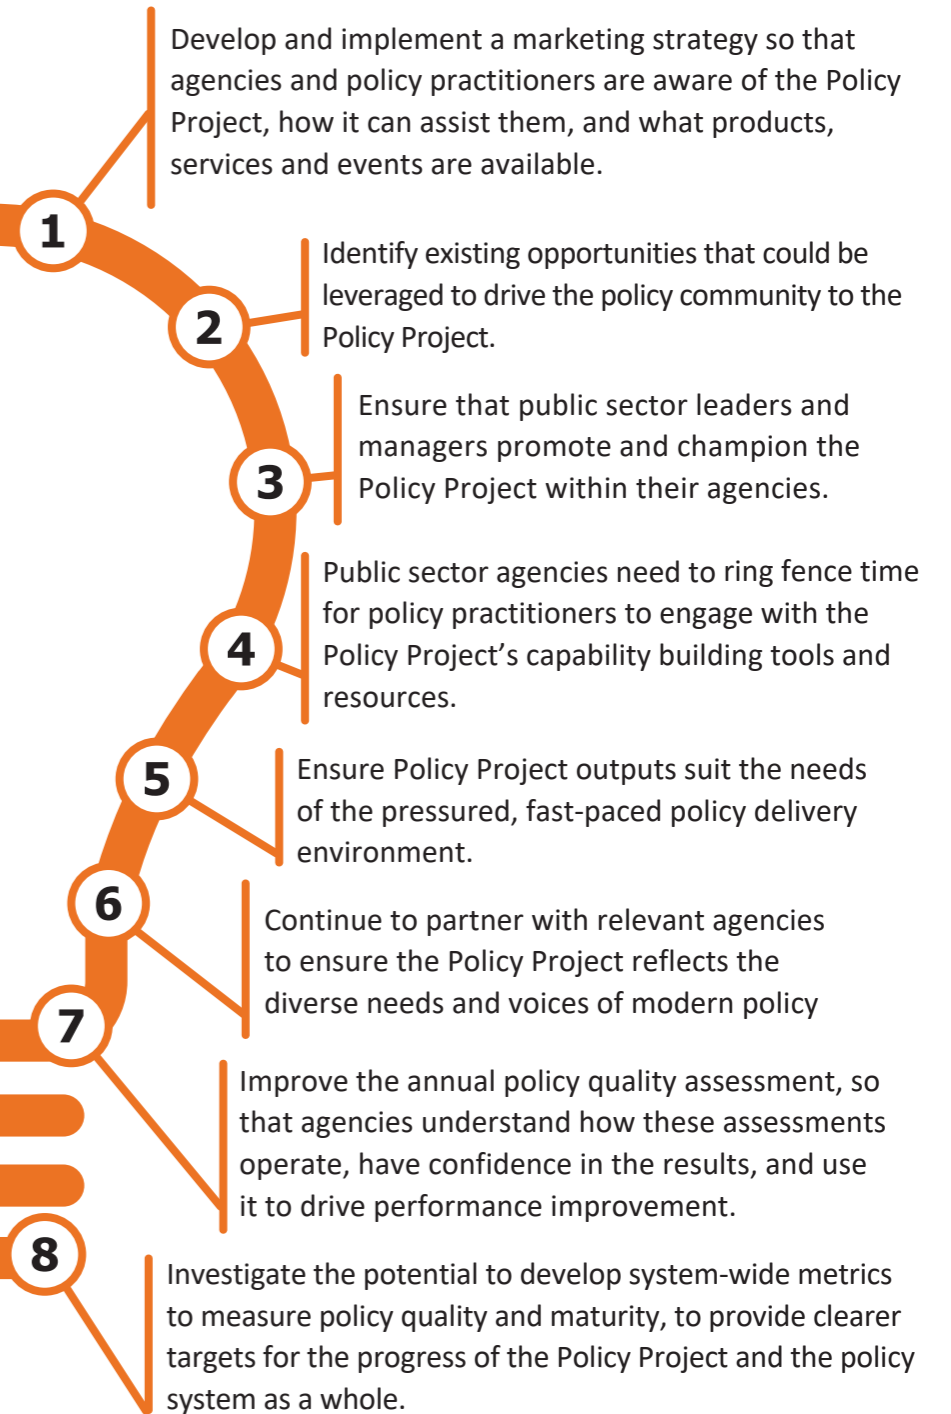 Develop and implement a marketing strategy so that
agencies and policy practitioners are aware of the Policy
Project, how it can assist them, and what products,
services and events are available.
1
Identify existing opportunities that could be
leveraged to drive the policy community to the
Policy Project.
2
Ensure that public sector leaders and
managers promote and champion the
Policy Project within their agencies.
3
Public sector agencies need to ring fence time
for policy practitioners to engage with the
Policy Project’s capability building tools and
resources.
4
Ensure Policy Project outputs suit the needs
of the pressured, fast-paced policy delivery
environment.
5
Continue to partner with relevant agencies
to ensure the Policy Project reflects the
diverse needs and voices of modern policy
6
Improve the annual policy quality assessment, so
that agencies understand how these assessments
operate, have confidence in the results, and use
it to drive performance improvement.
7
Investigate the potential to develop system-wide metrics
to measure policy quality and maturity, to provide clearer
targets for the progress of the Policy Project and the policy
system as a whole.
8